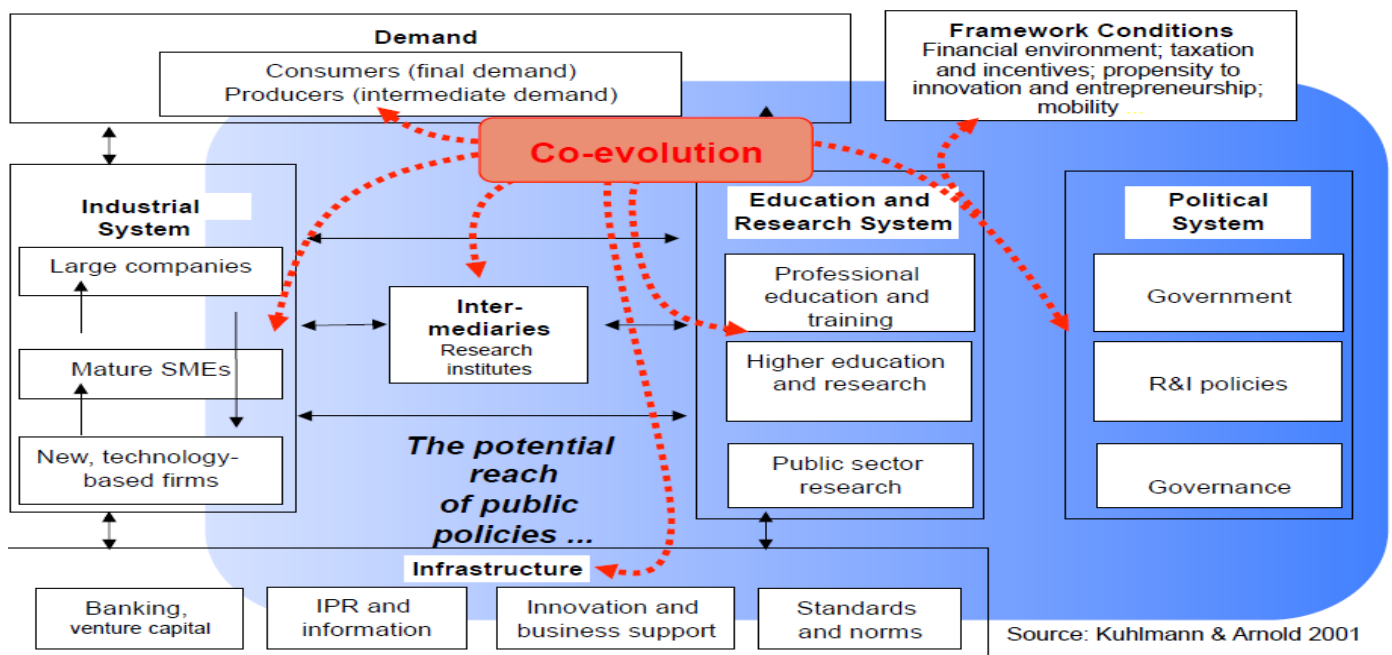 Demand
Consumers (final demand)
Producers (intermediate demand)
Framework Conditions
Financial environment; taxation
and incentives; propensity to
innovation and entrepreneurship;
mobility ...
Co-evolution
Industrial
System
Large companies
Mature SMEs
New, technology-
based firms
Inter-
mediaries
Research
institutes
Education and
Research System
Professional
education and
training
Higher education
and research
Public sector
research
Political
System
Government
R&I policies
Governance
The potential
reach
of public
policies ...
Infrastructure
Banking,
venture capital
IPR and
information
Innovation and
business support
Standards
and norms
Source: Kuhlmann & Arnold 2001